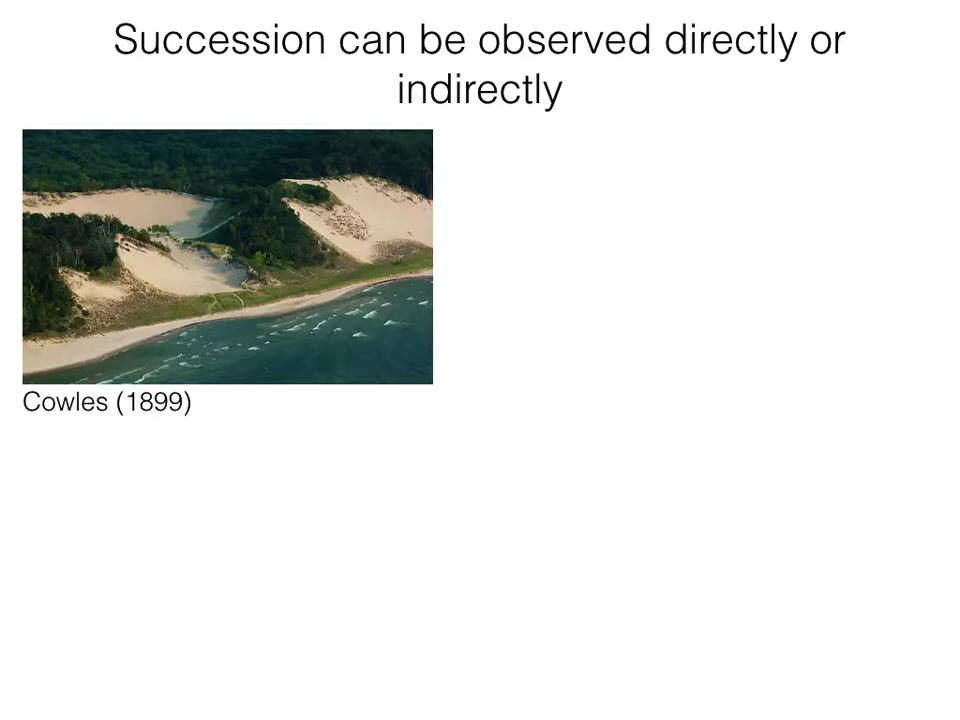 Succession can be observed directly or
indirectly
Cowles (1899)